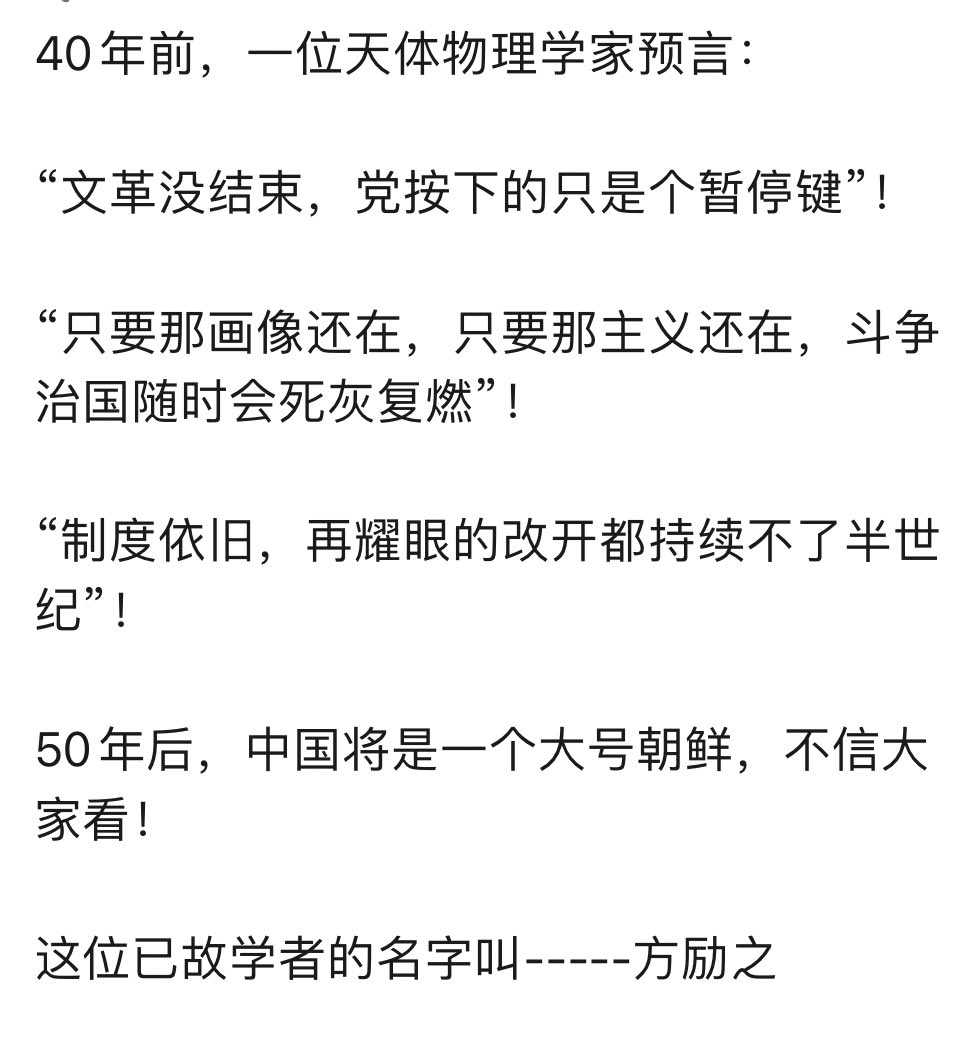 40年前，一位天体物理学家预言：
“文革没结束，党按下的只是个暂停键”！
“只要那画像还在，只要那主义还在，斗争
治国随时会死灰复燃”！
“制度依旧，再耀眼的改开都持续不了半世
纪”！
50年后，中国将是一个大号朝鲜，不信大
家看！
这位已故学者的名字叫-----方励之